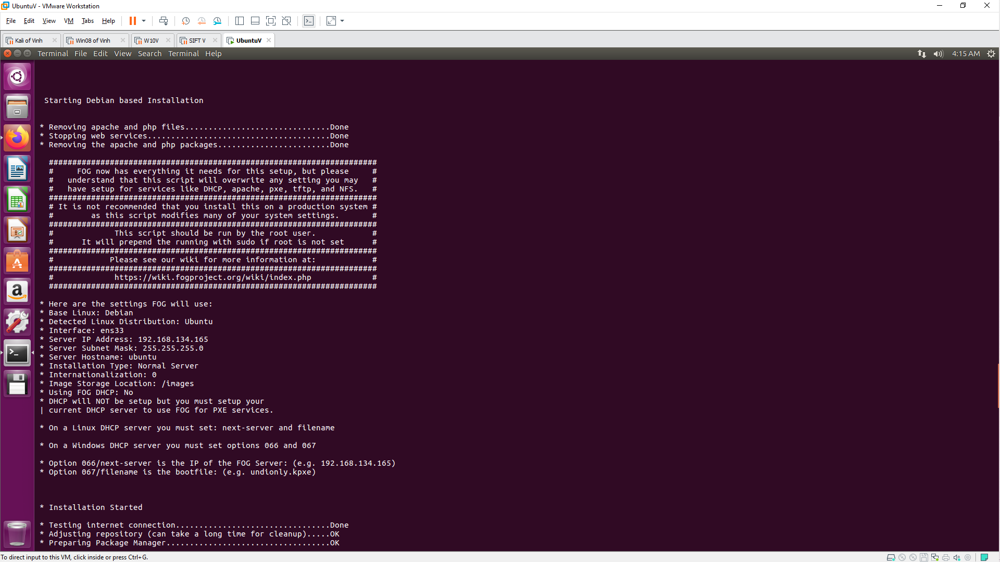 UbuntuV - VMware Workstation
File Edit View VM Tabs Help
Kali of Vinh
Win08 of Vinh
W10V
SIFT V
UbuntuV
Terminal File Edit View Search Terminal Help
4:15 AM
Starting Debian based Installation
* Removing apache and php files...............................Done
* Stopping web services.......................................Done
* Removing the apache and php packages........................Done
######################################################################
# FOG now has everything it needs for this setup, but please #
# understand that this script will overwrite any setting you may #
# have setup for services like DHCP, apache, pxe, tftp, and NFS. #
######################################################################
# It is not recommended that you install this on a production system #
# as this script modifies many of your system settings. #
######################################################################
# This script should be run by the root user. #
# It will prepend the running with sudo if root is not set #
######################################################################
# Please see our wiki for more information at: #
######################################################################
# https://wiki.fogproject.org/wiki/index.php #
######################################################################
* Here are the settings FOG will use:
* Base Linux: Debian
* Detected Linux Distribution: Ubuntu
* Interface: ens33
* Server IP Address: 192.168.134.165
* Server Subnet Mask: 255.255.255.0
* Server Hostname: ubuntu
* Installation Type: Normal Server
* Internationalization: 0
* Image Storage Location: /images
* Using FOG DHCP: No
* DHCP will NOT be setup but you must setup your
| current DHCP server to use FOG for PXE services.
* On a Linux DHCP server you must set: next-server and filename
* On a Windows DHCP server you must set options 066 and 067
* Option 066/next-server is the IP of the FOG Server: (e.g. 192.168.134.165)
* Option 067/filename is the bootfile: (e.g. undionly.kpxe)
* Installation Started
* Testing internet connection.................................Done
* Adjusting repository (can take a long time for cleanup).....OK
* Preparing Package Manager...................................OK
To direct input to this VM, click inside or press Ctrl+G.